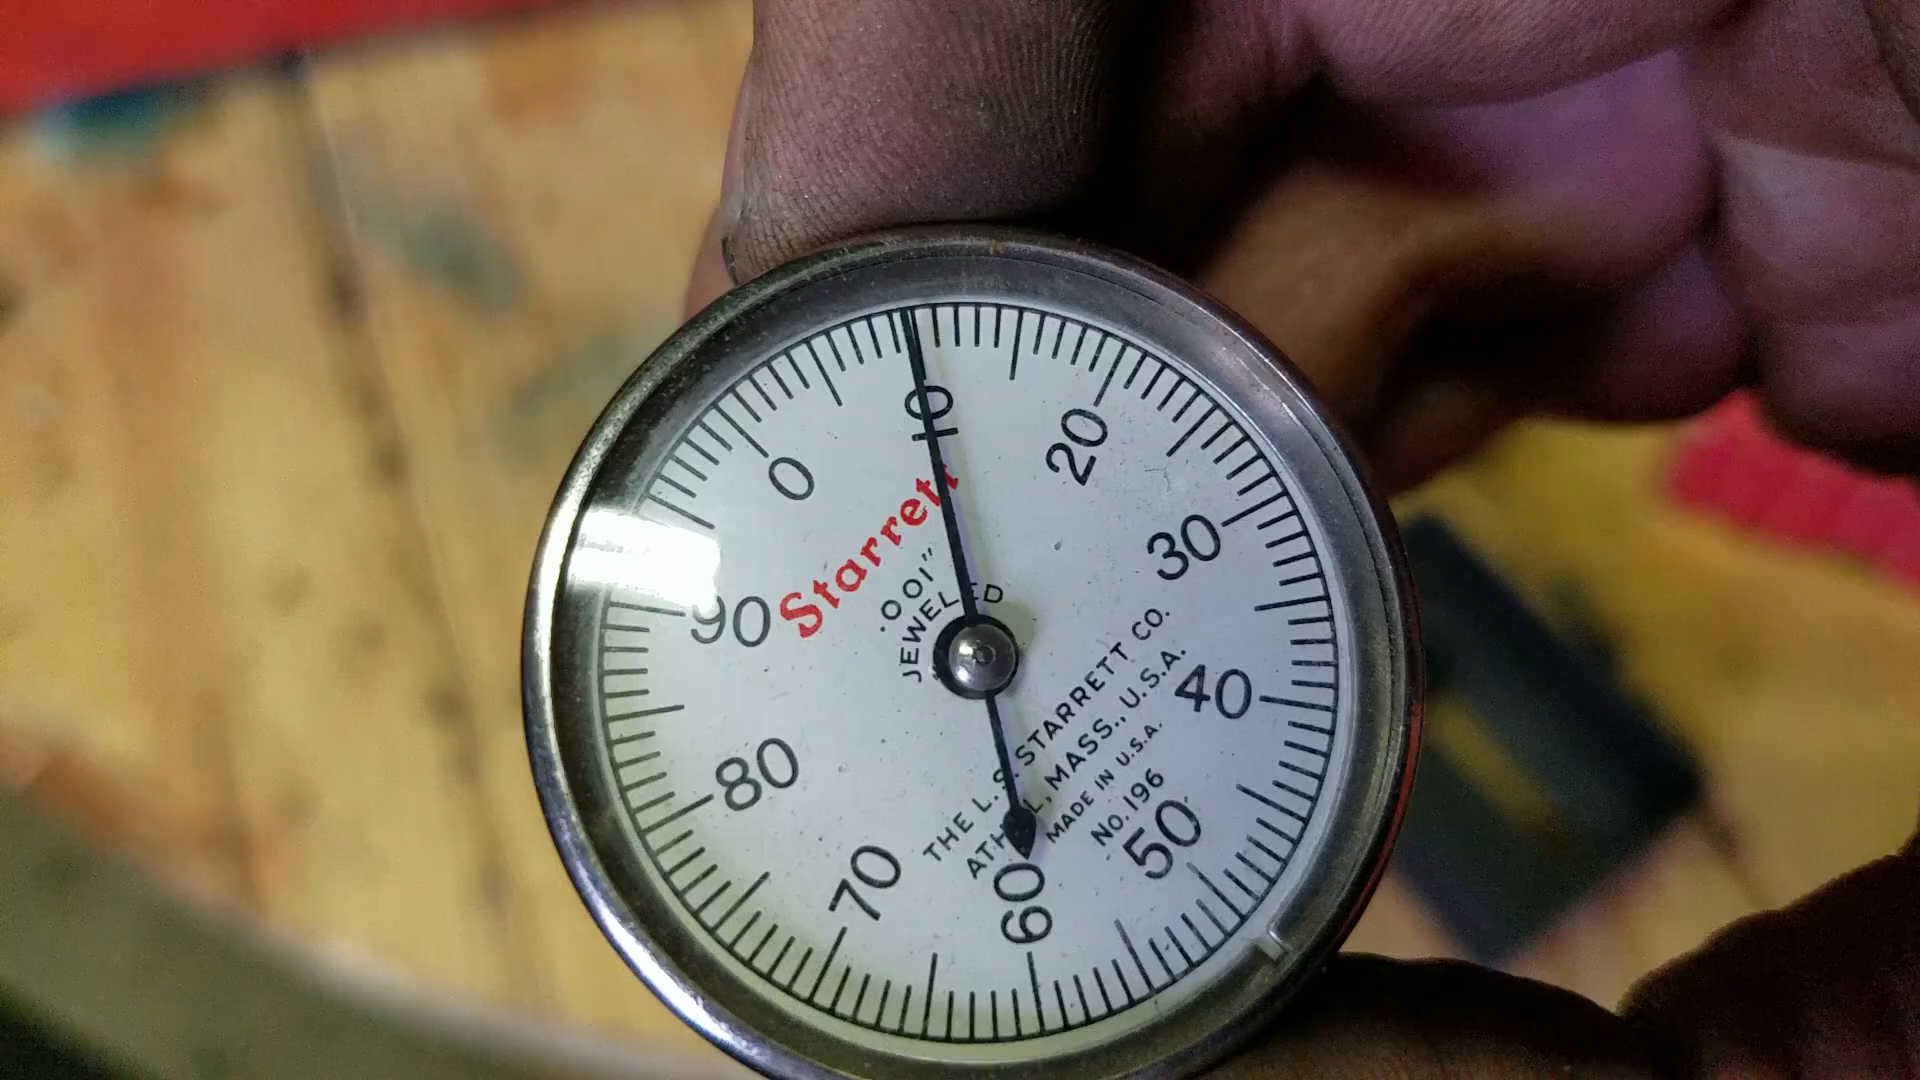 0
10
20
30
40
50
60
70
80
90
Starrett
.001"
JEWELED
THE L.S. STARRETT CO.
ATHOL, MASS., U.S.A.
MADE IN U.S.A.
NO. 196